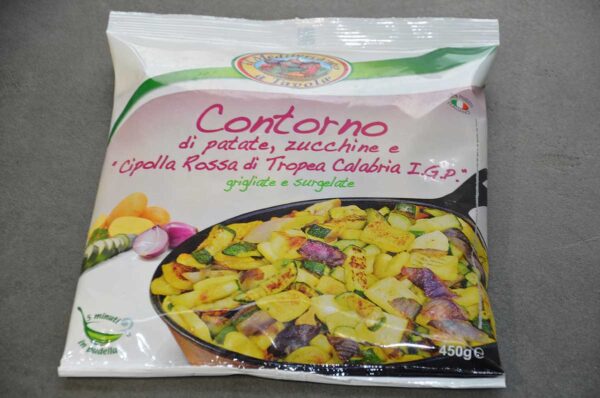 Contorno
di patate, zucchine e
"Cipolla Rossa di Tropea Calabria I.G.P."
grigliate e surgelate
5 minuti
in padella
450g e